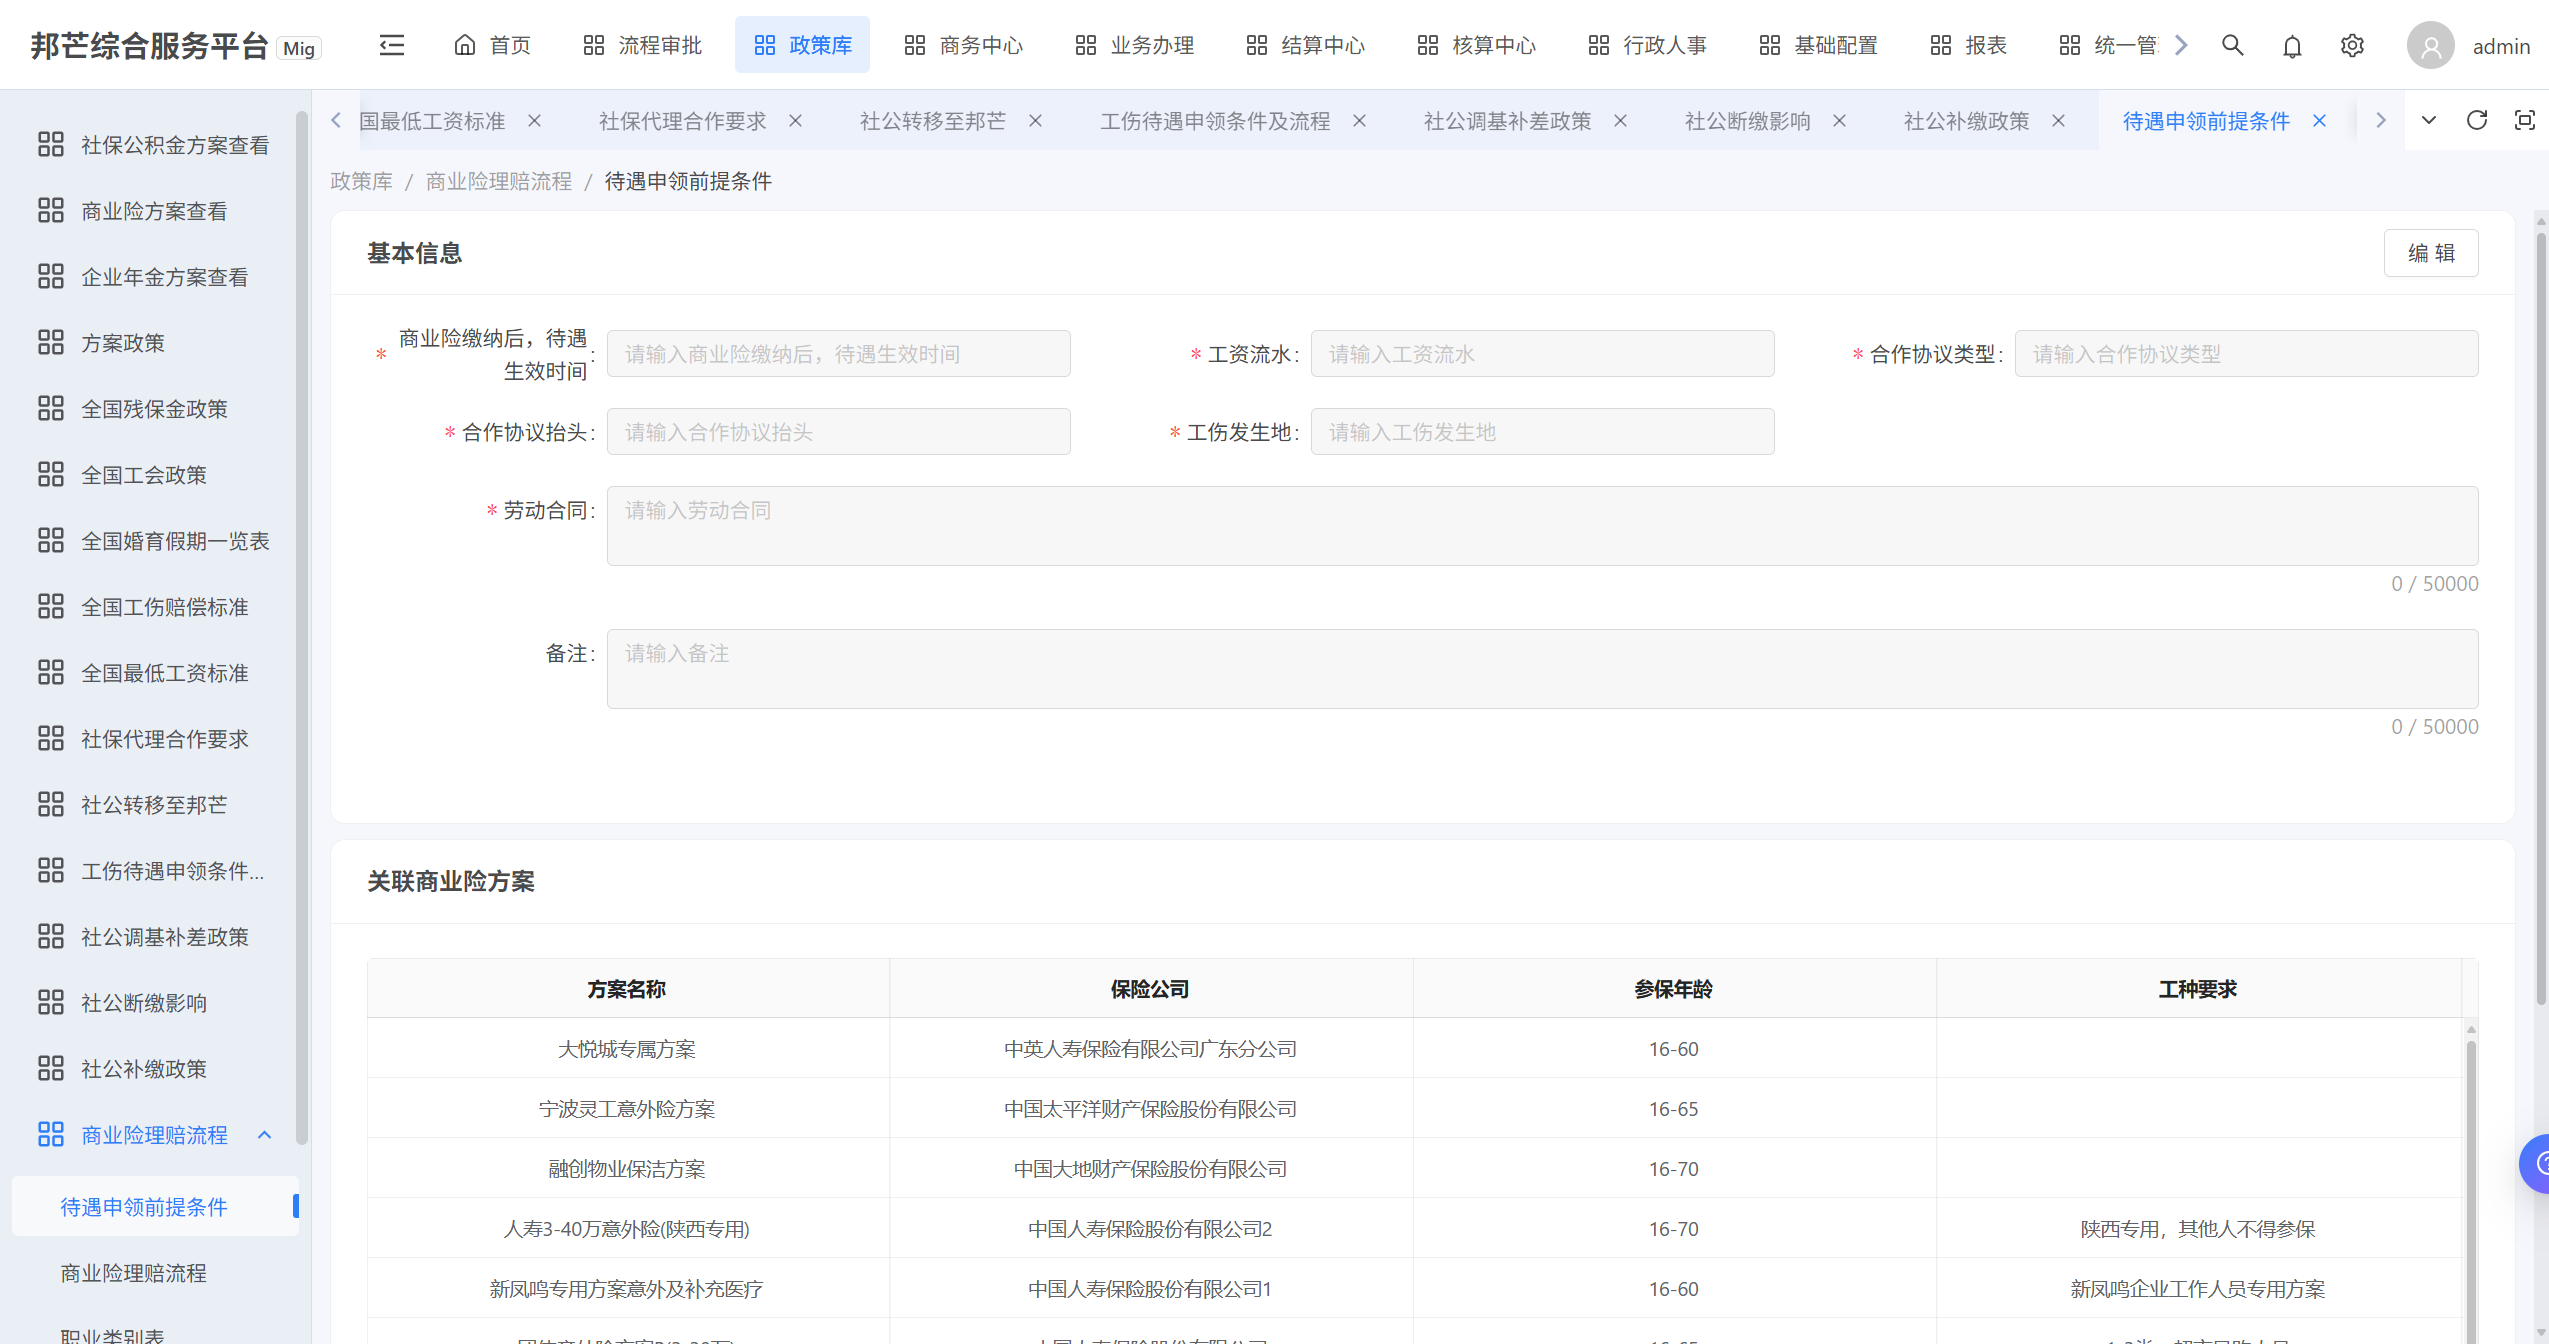 邦芒综合服务平台 Mig
首页 流程审批 政策库 商务中心 业务办理 结算中心 核算中心 行政人事 基础配置 报表 统一管 admin
国最低工资标准 社保代理合作要求 社公转移至邦芒 工伤待遇申领条件及流程 社公调基补差政策 社公断缴影响 社公补缴政策 待遇申领前提条件
社保公积金方案查看
商业险方案查看
企业年金方案查看
方案政策
全国残保金政策
全国工会政策
全国婚育假期一览表
全国工伤赔偿标准
全国最低工资标准
社保代理合作要求
社公转移至邦芒
工伤待遇申领条件...
社公调基补差政策
社公断缴影响
社公补缴政策
商业险理赔流程
待遇申领前提条件
商业险理赔流程
职业类别表
政策库 / 商业险理赔流程 / 待遇申领前提条件
基本信息
编 辑
* 商业险缴纳后，待遇
生效时间:
请输入商业险缴纳后，待遇生效时间
* 工资流水:
请输入工资流水
* 合作协议类型:
请输入合作协议类型
* 合作协议抬头:
请输入合作协议抬头
* 工伤发生地:
请输入工伤发生地
* 劳动合同:
请输入劳动合同
0 / 50000
备注:
请输入备注
0 / 50000
关联商业险方案
方案名称 保险公司 参保年龄 工种要求
大悦城专属方案 中英人寿保险有限公司广东分公司 16-60
宁波灵工意外险方案 中国太平洋财产保险股份有限公司 16-65
融创物业保洁方案 中国大地财产保险股份有限公司 16-70
人寿3-40万意外险(陕西专用) 中国人寿保险股份有限公司2 16-70 陕西专用，其他人不得参保
新凤鸣专用方案意外及补充医疗 中国人寿保险股份有限公司1 16-60 新凤鸣企业工作人员专用方案